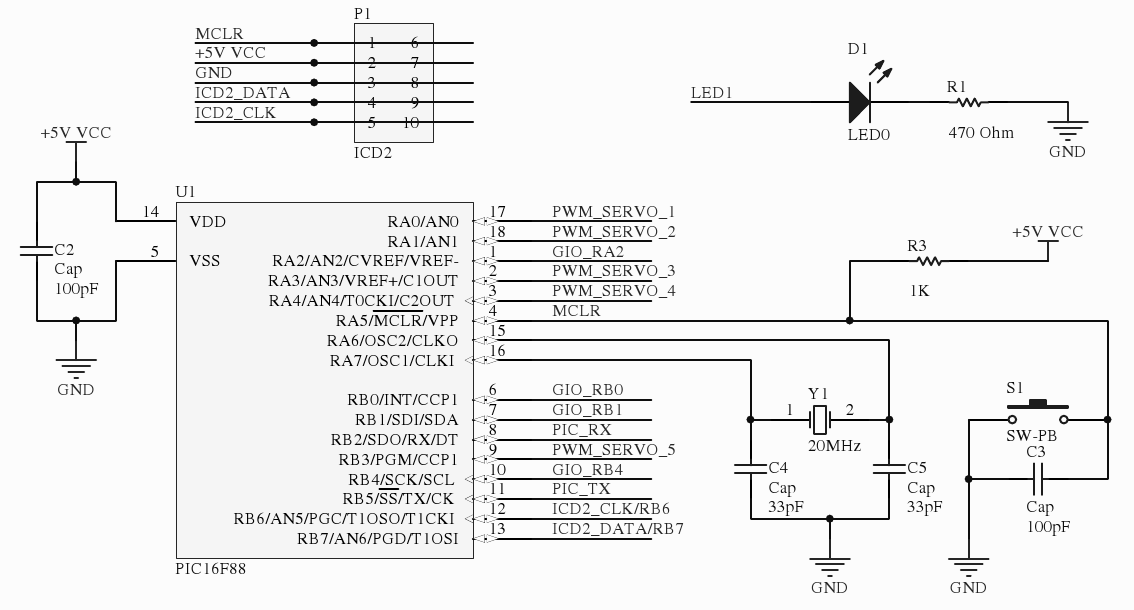 P1
MCLR 1 6
+5V VCC 2 7
GND 3 8
ICD2_DATA 4 9
ICD2_CLK 5 10
ICD2
D1
LED1
LED0
R1
470 Ohm
GND
+5V VCC
C2
Cap
100pF
GND
U1
14 VDD
5 VSS
RA0/AN0 17 PWM_SERVO_1
RA1/AN1 18 PWM_SERVO_2
RA2/AN2/CVREF/VREF- 1 GIO_RA2
RA3/AN3/VREF+/C1OUT 2 PWM_SERVO_3
RA4/AN4/T0CKI/C2OUT 3 PWM_SERVO_4
RA5/MCLR/VPP 4 MCLR
RA6/OSC2/CLKO 15
RA7/OSC1/CLKI 16
RB0/INT/CCP1 6 GIO_RB0
RB1/SDI/SDA 7 GIO_RB1
RB2/SDO/RX/DT 8 PIC_RX
RB3/PGM/CCP1 9 PWM_SERVO_5
RB4/SCK/SCL 10 GIO_RB4
RB5/SS/TX/CK 11 PIC_TX
RB6/AN5/PGC/T1OSO/T1CKI 12 ICD2_CLK/RB6
RB7/AN6/PGD/T1OSI 13 ICD2_DATA/RB7
PIC16F88
R3
1K
+5V VCC
Y1
1 2
20MHz
C4
Cap
33pF
C5
Cap
33pF
GND
S1
SW-PB
C3
Cap
100pF
GND